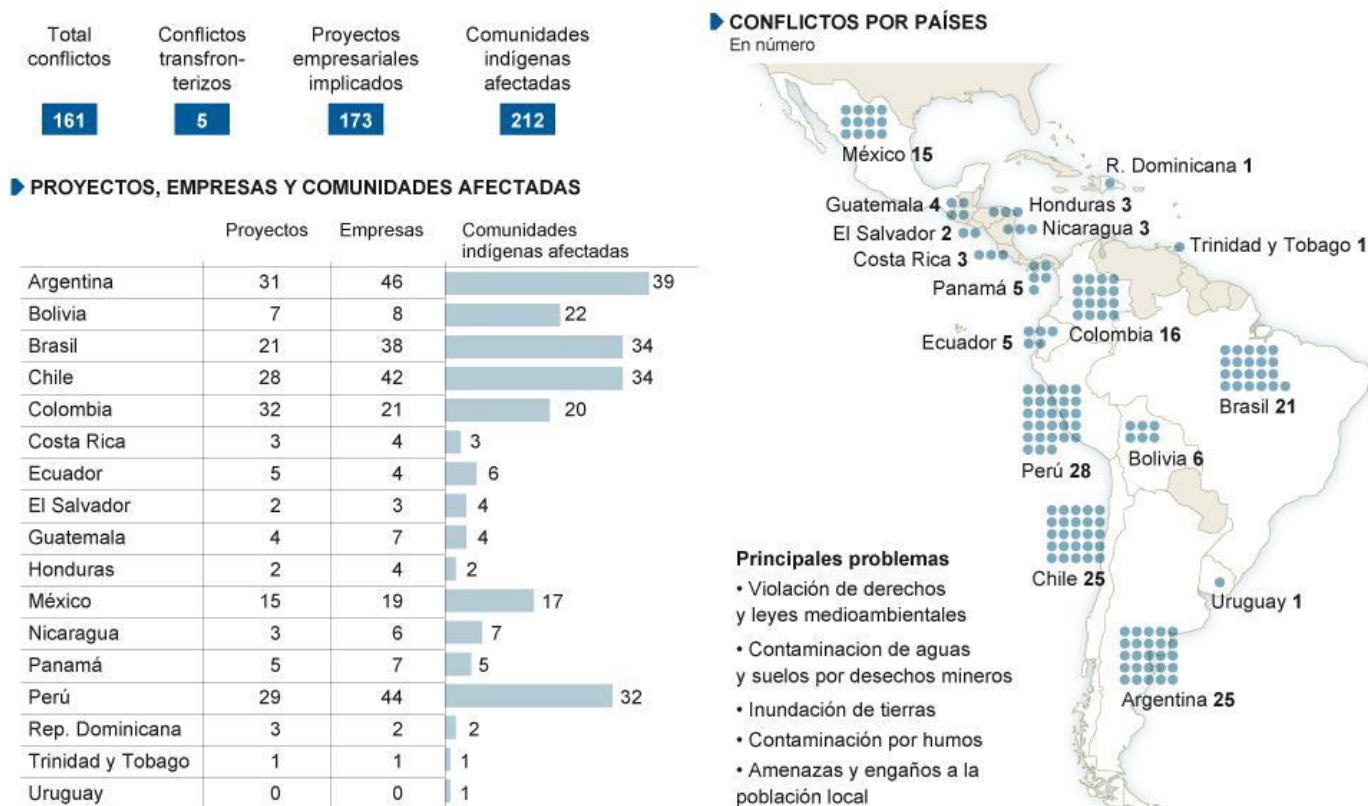 Total
conflictos
161
Conflictos
transfron-
terizos
5
Proyectos
empresariales
implicados
173
Comunidades
indígenas
afectadas
212
PROYECTOS, EMPRESAS Y COMUNIDADES AFECTADAS
Proyectos Empresas Comunidades
indígenas afectadas
Argentina 31 46 39
Bolivia 7 8 22
Brasil 21 38 34
Chile 28 42 34
Colombia 32 21 20
Costa Rica 3 4 3
Ecuador 5 4 6
El Salvador 2 3 4
Guatemala 4 7 4
Honduras 2 4 2
México 15 19 17
Nicaragua 3 6 7
Panamá 5 7 5
Perú 29 44 32
Rep. Dominicana 3 2 2
Trinidad y Tobago 1 1 1
Uruguay 0 0 1
CONFLICTOS POR PAÍSES
En número
México 15
R. Dominicana 1
Guatemala 4
Honduras 3
El Salvador 2
Nicaragua 3
Trinidad y Tobago 1
Costa Rica 3
Panamá 5
Ecuador 5
Colombia 16
Brasil 21
Perú 28
Bolivia 6
Chile 25
Uruguay 1
Argentina 25
Principales problemas
• Violación de derechos
y leyes medioambientales
• Contaminacion de aguas
y suelos por desechos mineros
• Inundación de tierras
• Contaminación por humos
• Amenazas y engaños a la
población local